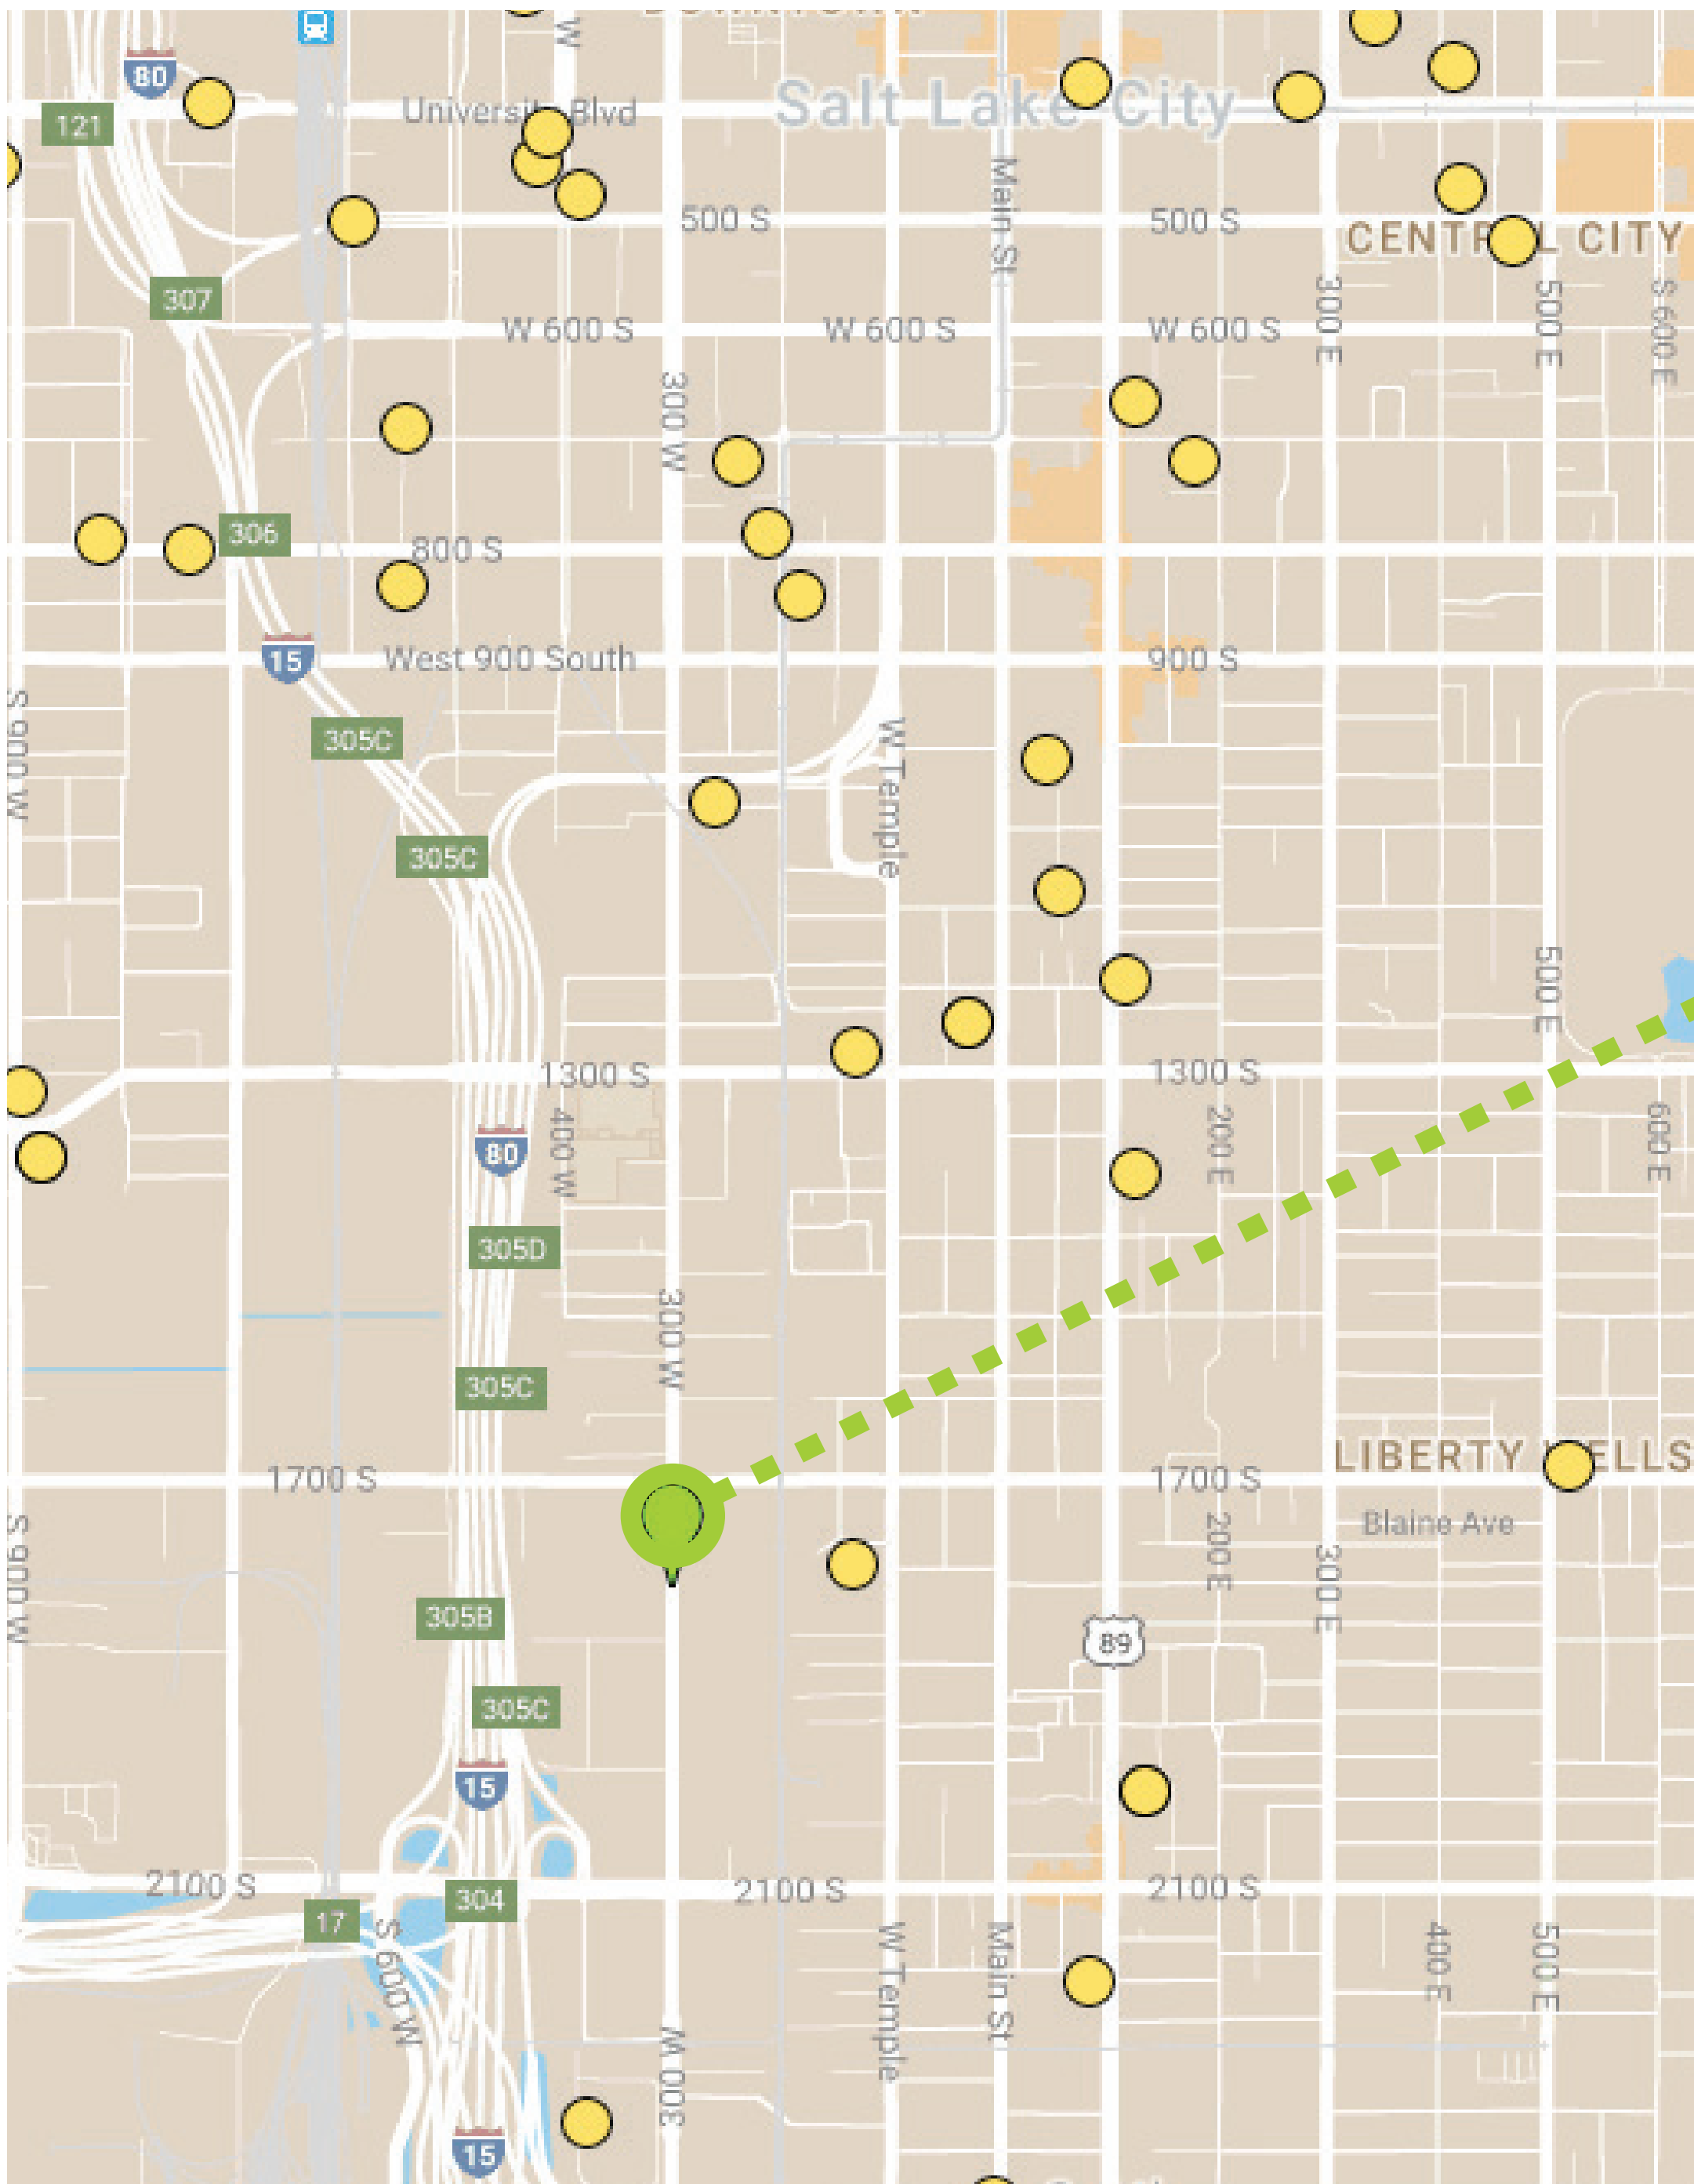 80
W
Salt Lake City
121
University Blvd
Main St
500 S
500 S
CENTRAL CITY
307
300 E
500 E
S 600 E
W 600 S
W 600 S
W 600 S
300 W
306
800 S
15
West 900 South
900 S
S 900 W
305C
W Temple
305C
500 E
1300 S
1300 S
400 W
200 E
600 E
80
305D
300 W
305C
LIBERTY WELLS
1700 S
1700 S
Blaine Ave
S 900 W
200 E
300 E
305B
89
305C
15
2100 S
304
2100 S
2100 S
17
S 600 W
W Temple
Main St
400 E
500 E
300 W
15